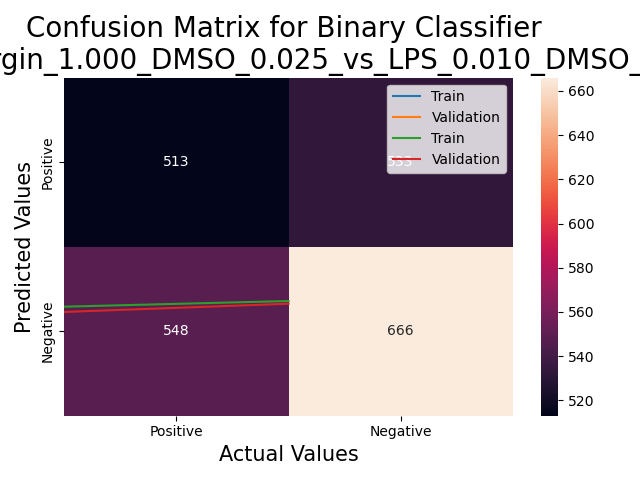 Confusion Matrix for Binary Classifier
rgin_1.000_DMSO_0.025_vs_LPS_0.010_DMSO_
Train
Validation
Train
Validation
Predicted Values
Positive
Negative
513
548
666
Positive
Negative
Actual Values
660
640
620
600
580
560
540
520